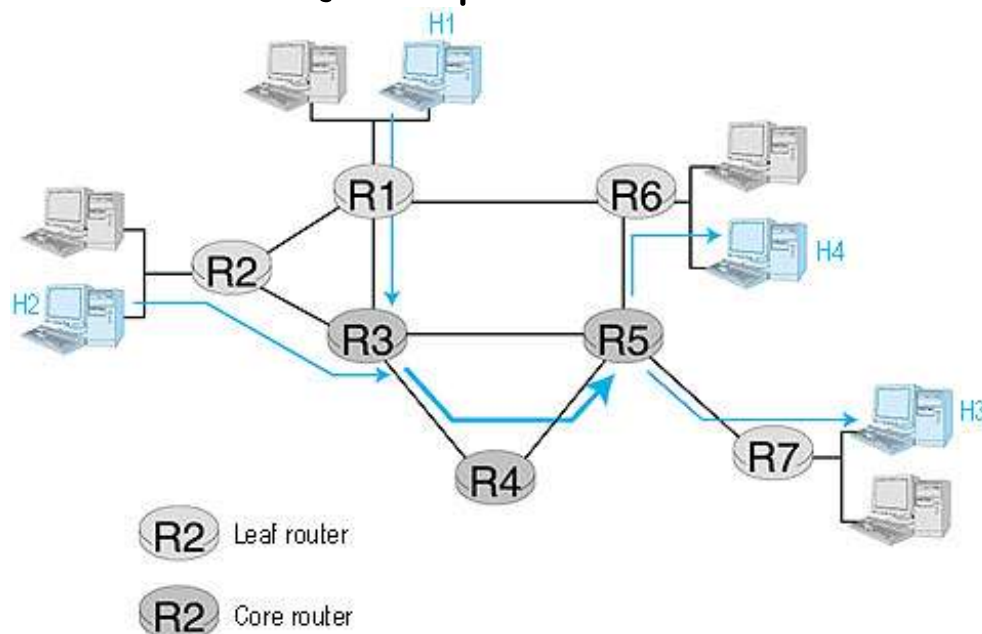 H1
R1
R6
H4
R2
H2
R3
R5
H3
R7
R4
R2 Leaf router
R2 Core router